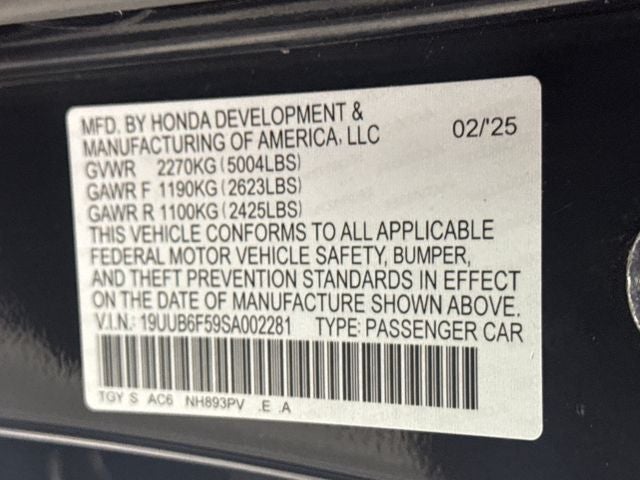 MFD. BY HONDA DEVELOPMENT &
MANUFACTURING OF AMERICA, LLC 02/'25
GVWR 2270KG (5004LBS)
GAWR F 1190KG (2623LBS)
GAWR R 1100KG (2425LBS)
THIS VEHICLE CONFORMS TO ALL APPLICABLE
FEDERAL MOTOR VEHICLE SAFETY, BUMPER,
AND THEFT PREVENTION STANDARDS IN EFFECT
ON THE DATE OF MANUFACTURE SHOWN ABOVE.
V.I.N.: 19UUB6F59SA002281 TYPE: PASSENGER CAR
TGY S AC6 NH893PV .E .A